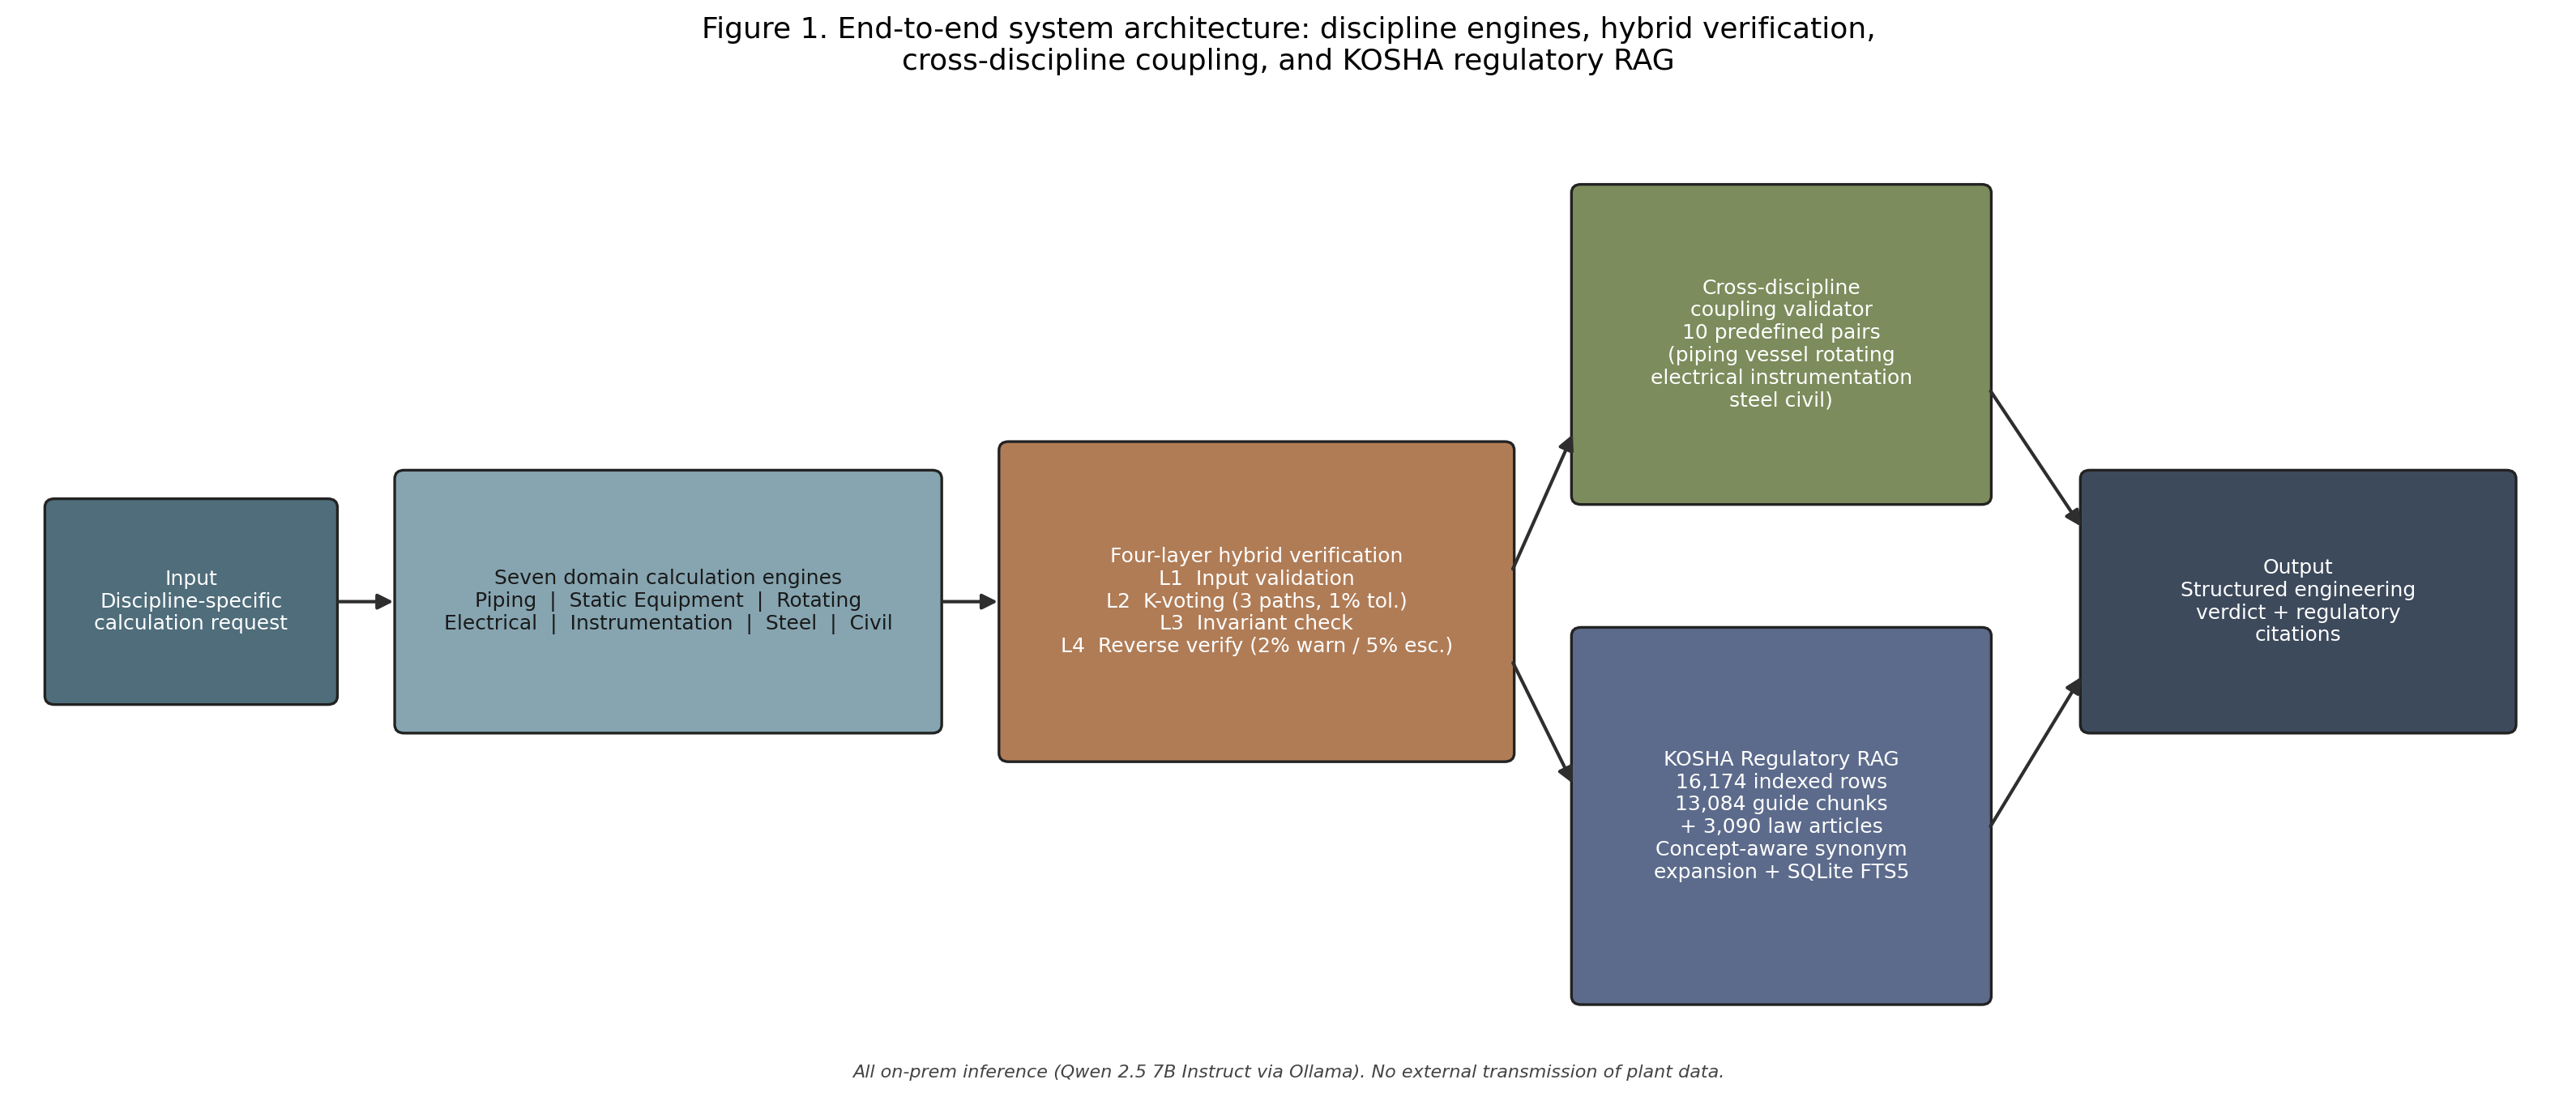 Figure 1. End-to-end system architecture: discipline engines, hybrid verification,
cross-discipline coupling, and KOSHA regulatory RAG
Input
Discipline-specific
calculation request
Seven domain calculation engines
Piping | Static Equipment | Rotating
Electrical | Instrumentation | Steel | Civil
Four-layer hybrid verification
L1 Input validation
L2 K-voting (3 paths, 1% tol.)
L3 Invariant check
L4 Reverse verify (2% warn / 5% esc.)
Cross-discipline
coupling validator
10 predefined pairs
(piping vessel rotating
electrical instrumentation
steel civil)
KOSHA Regulatory RAG
16,174 indexed rows
13,084 guide chunks
+ 3,090 law articles
Concept-aware synonym
expansion + SQLite FTS5
Output
Structured engineering
verdict + regulatory
citations
All on-prem inference (Qwen 2.5 7B Instruct via Ollama). No external transmission of plant data.